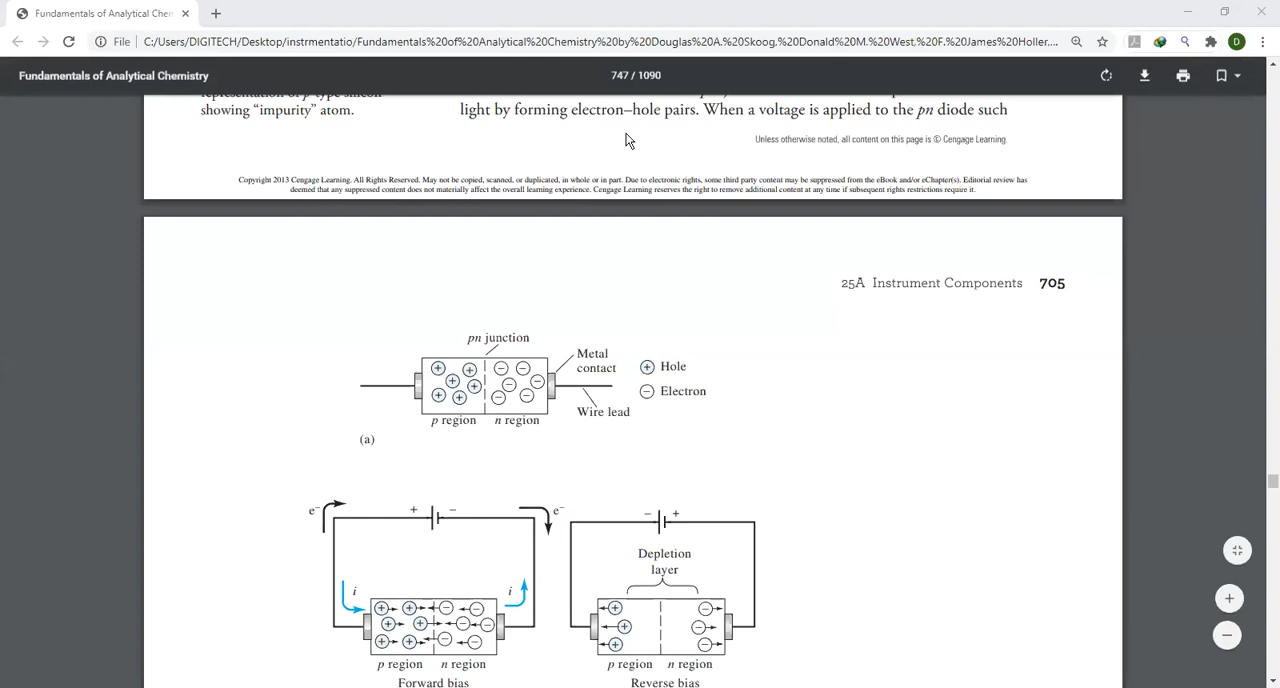 Fundamentals of Analytical Chem
File C:/Users/DIGITECH/Desktop/instrmentatio/Fundamentals%20of%20Analytical%20Chemistry%20by%20Douglas%20A.%20Skoog,%20Donald%20M.%20West,%20F.%20James%20Holler,...
D
Fundamentals of Analytical Chemistry
747 / 1090
representation of p-type silicon
showing “impurity” atom.
light by forming electron–hole pairs. When a voltage is applied to the pn diode such
Unless otherwise noted, all content on this page is © Cengage Learning.
Copyright 2013 Cengage Learning. All Rights Reserved. May not be copied, scanned, or duplicated, in whole or in part. Due to electronic rights, some third party content may be suppressed from the eBook and/or eChapter(s). Editorial review has
deemed that any suppressed content does not materially affect the overall learning experience. Cengage Learning reserves the right to remove additional content at any time if subsequent rights restrictions require it.
25A Instrument Components 705
pn junction
Metal
contact
+ Hole
− Electron
Wire lead
p region n region
(a)
e− + − e−
− +
Depletion
layer
i i
p region n region
Forward bias
p region n region
Reverse bias